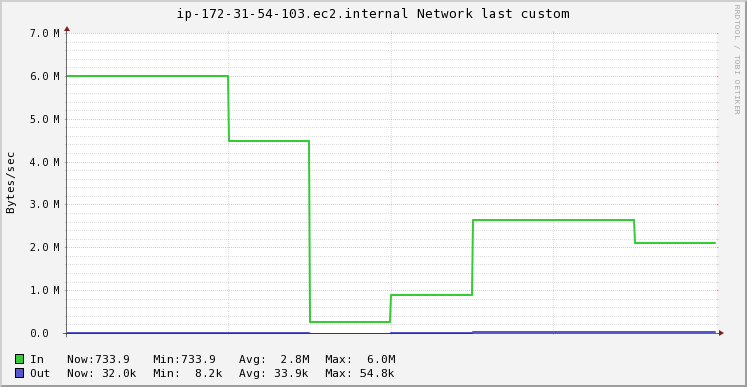 ip-172-31-54-103.ec2.internal Network last custom
RRDTOOL / TOBI OETIKER
Bytes/sec
7.0 M
6.0 M
5.0 M
4.0 M
3.0 M
2.0 M
1.0 M
0.0
In Now:733.9 Min:733.9 Avg: 2.8M Max: 6.0M
Out Now: 32.0k Min: 8.2k Avg: 33.9k Max: 54.8k